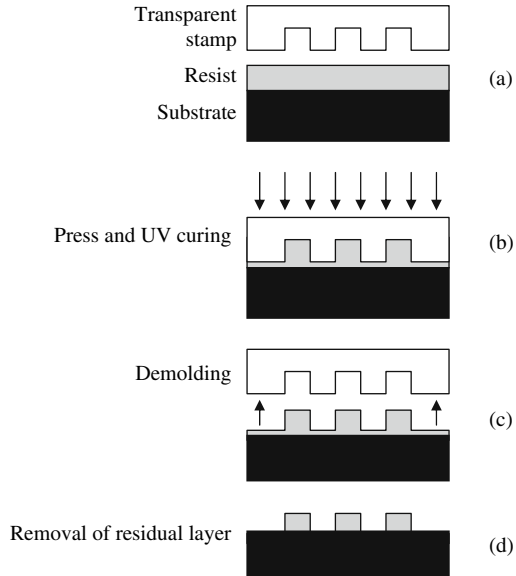 Transparent
stamp
Resist
(a)
Substrate
Press and UV curing
(b)
Demolding
(c)
Removal of residual layer
(d)